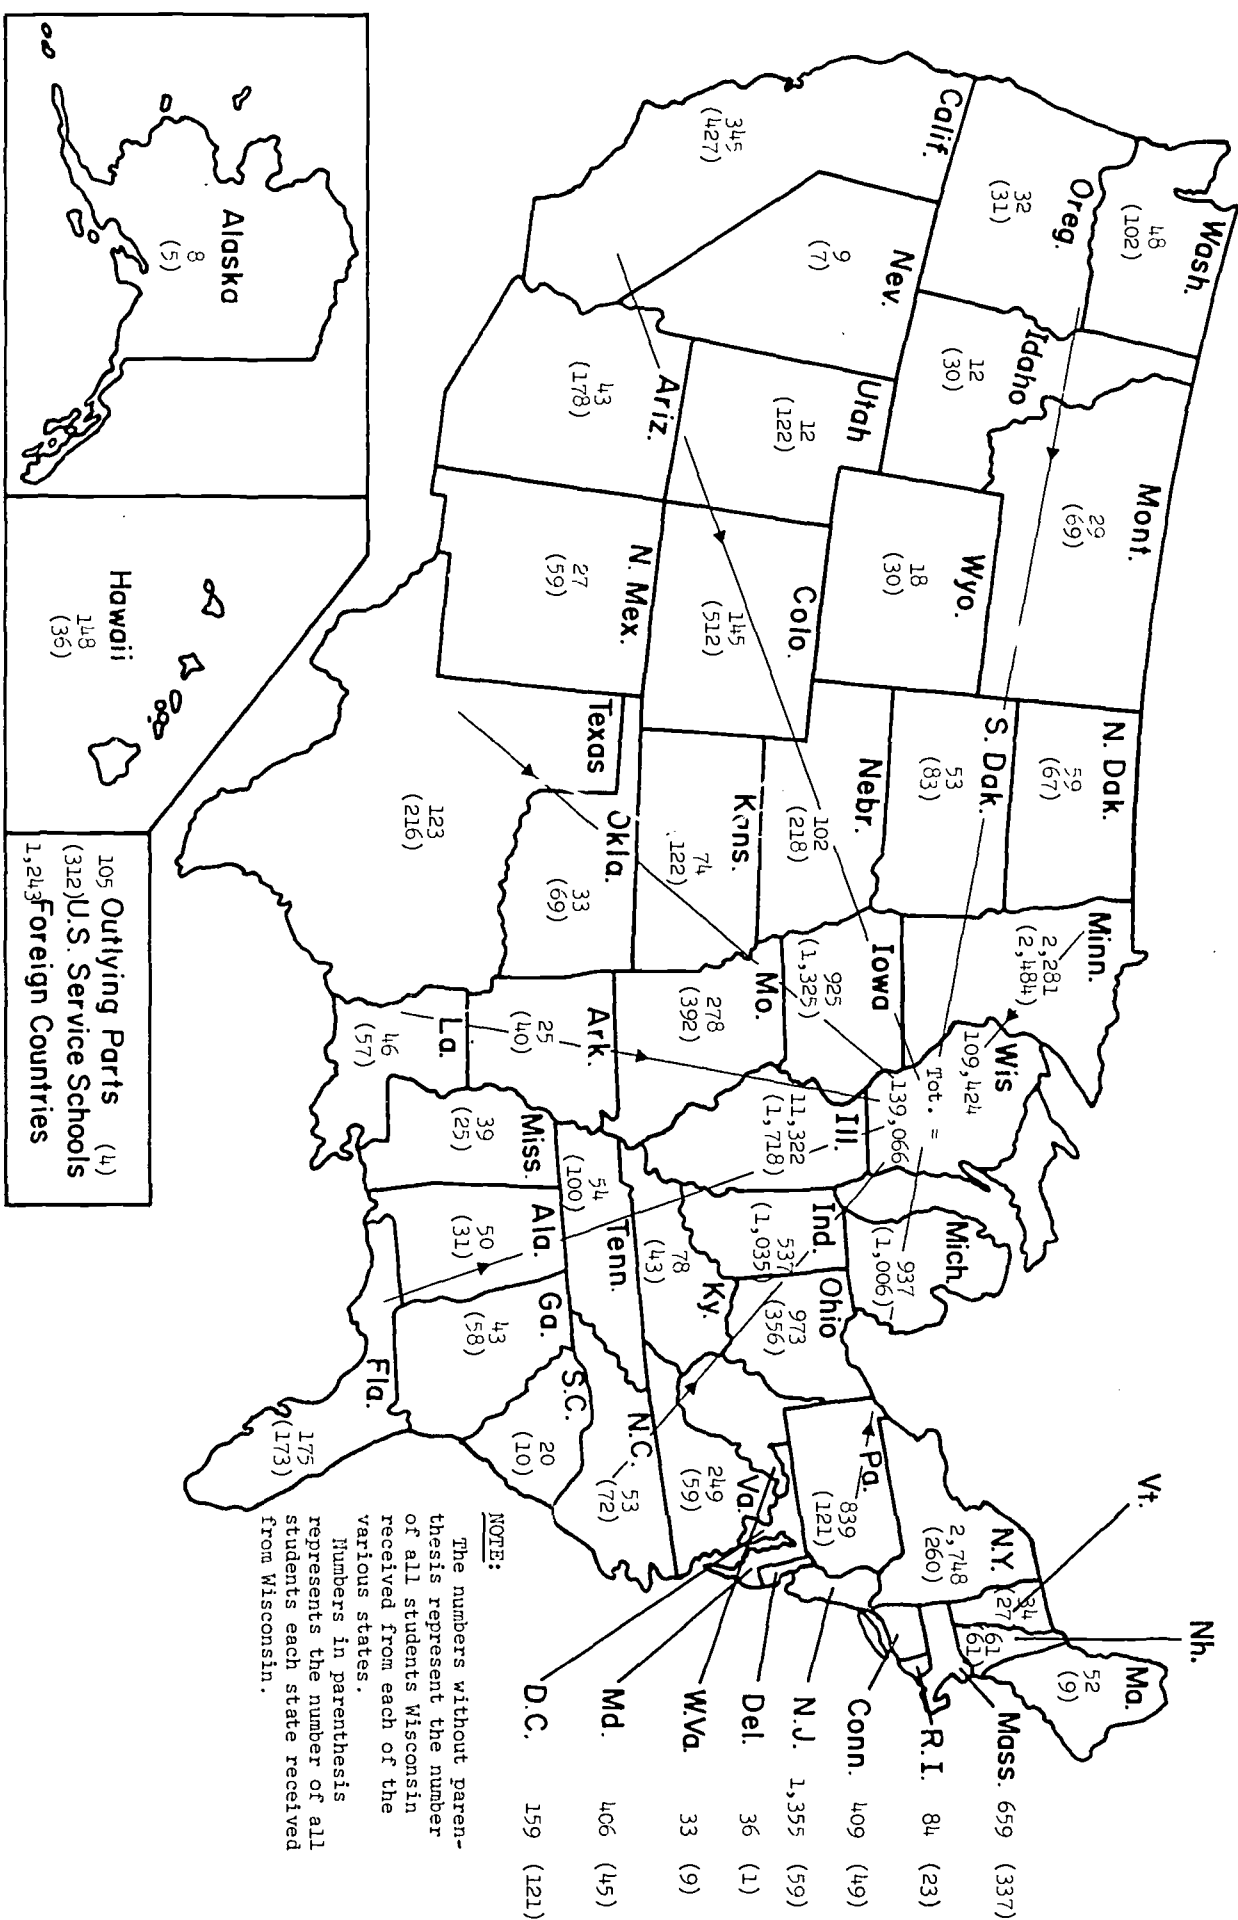 Wash.
48
(102)
Oreg.
32
(31)
Calif.
345
(427)
Nev.
9
(7)
Idaho
12
(30)
Mont.
29
(69)
Wyo.
18
(30)
Utah
12
(122)
Ariz.
43
(178)
Colo.
145
(512)
N. Mex.
27
(59)
N. Dak.
59
(67)
S. Dak.
53
(83)
Nebr.
102
(218)
Kans.
74
122)
Okla.
33
(69)
Texas
123
(216)
Minn.
2,281
(2,484)
Iowa
925
(1,325)
Mo.
278
(392)
Ark.
25
(40)
La.
46
(57)
Wis
109,424
Tot. =
139,066
Ill.
11,322
(1,718)
Mich.
937
(1,006)
Ind.
537
(1,035)
Ohio
973
(356)
Ky.
78
(43)
Tenn.
54
(100)
Miss.
39
(25)
Ala.
50
(31)
Ga.
43
(58)
Fla.
175
(173)
S.C.
20
(10)
N.C.
53
(72)
Va.
249
(59)
Pa.
839
(121)
N.Y.
2,748
(260)
Vt.
34
(27
Nh.
61
61)
Ma.
52
(9)
Mass. 659 (337)
R.I. 84 (23)
Conn. 409 (49)
N.J. 1,355 (59)
Del. 36 (1)
W.Va. 33 (9)
Md. 406 (45)
D.C. 159 (121)
Alaska
8
(5)
Hawaii
148
(36)
105 Outlying Parts (4)
(312) U.S. Service Schools
1,243 Foreign Countries
NOTE:
The numbers without paren-
thesis represent the number
of all students Wisconsin
received from each of the
various states.
Numbers in parenthesis
represents the number of all
students each state received
from Wisconsin.